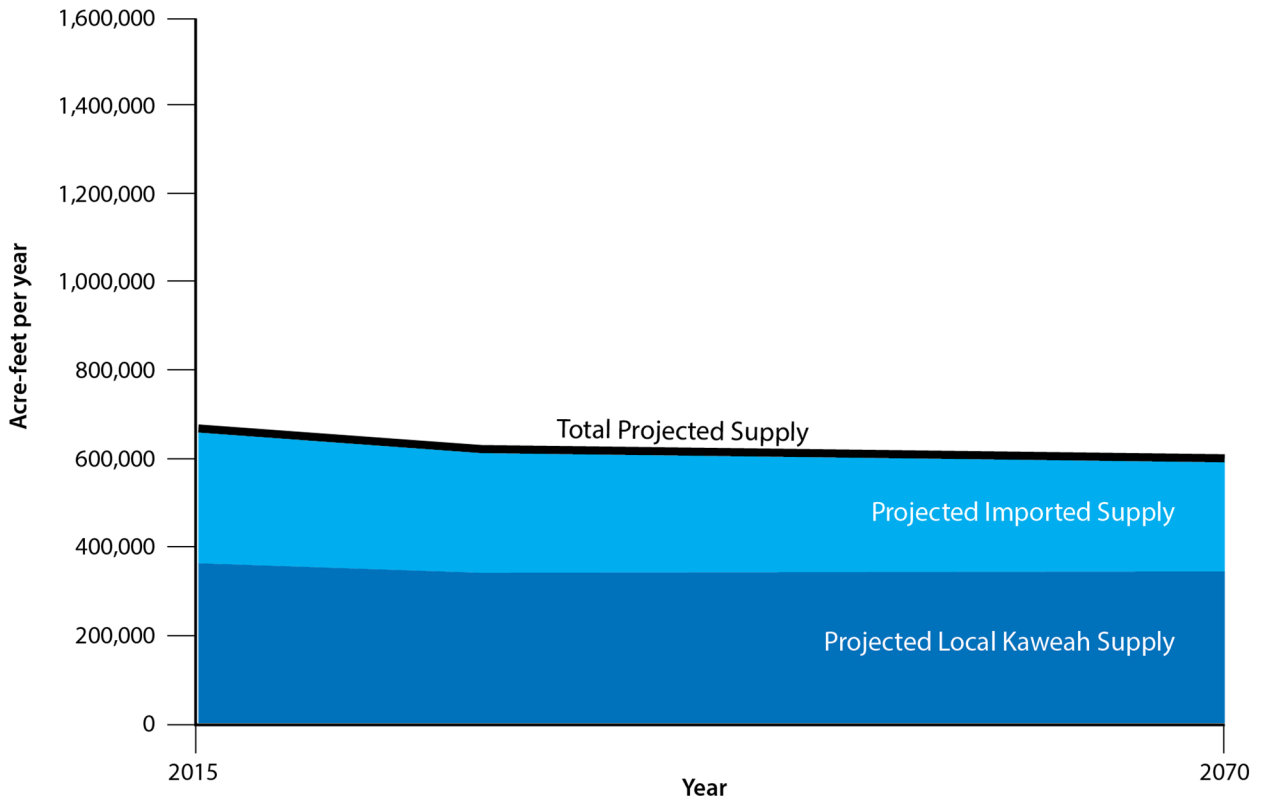 1,600,000
1,400,000
1,200,000
1,000,000
800,000
600,000
400,000
200,000
0
Acre-feet per year
Total Projected Supply
Projected Imported Supply
Projected Local Kaweah Supply
2015
2070
Year